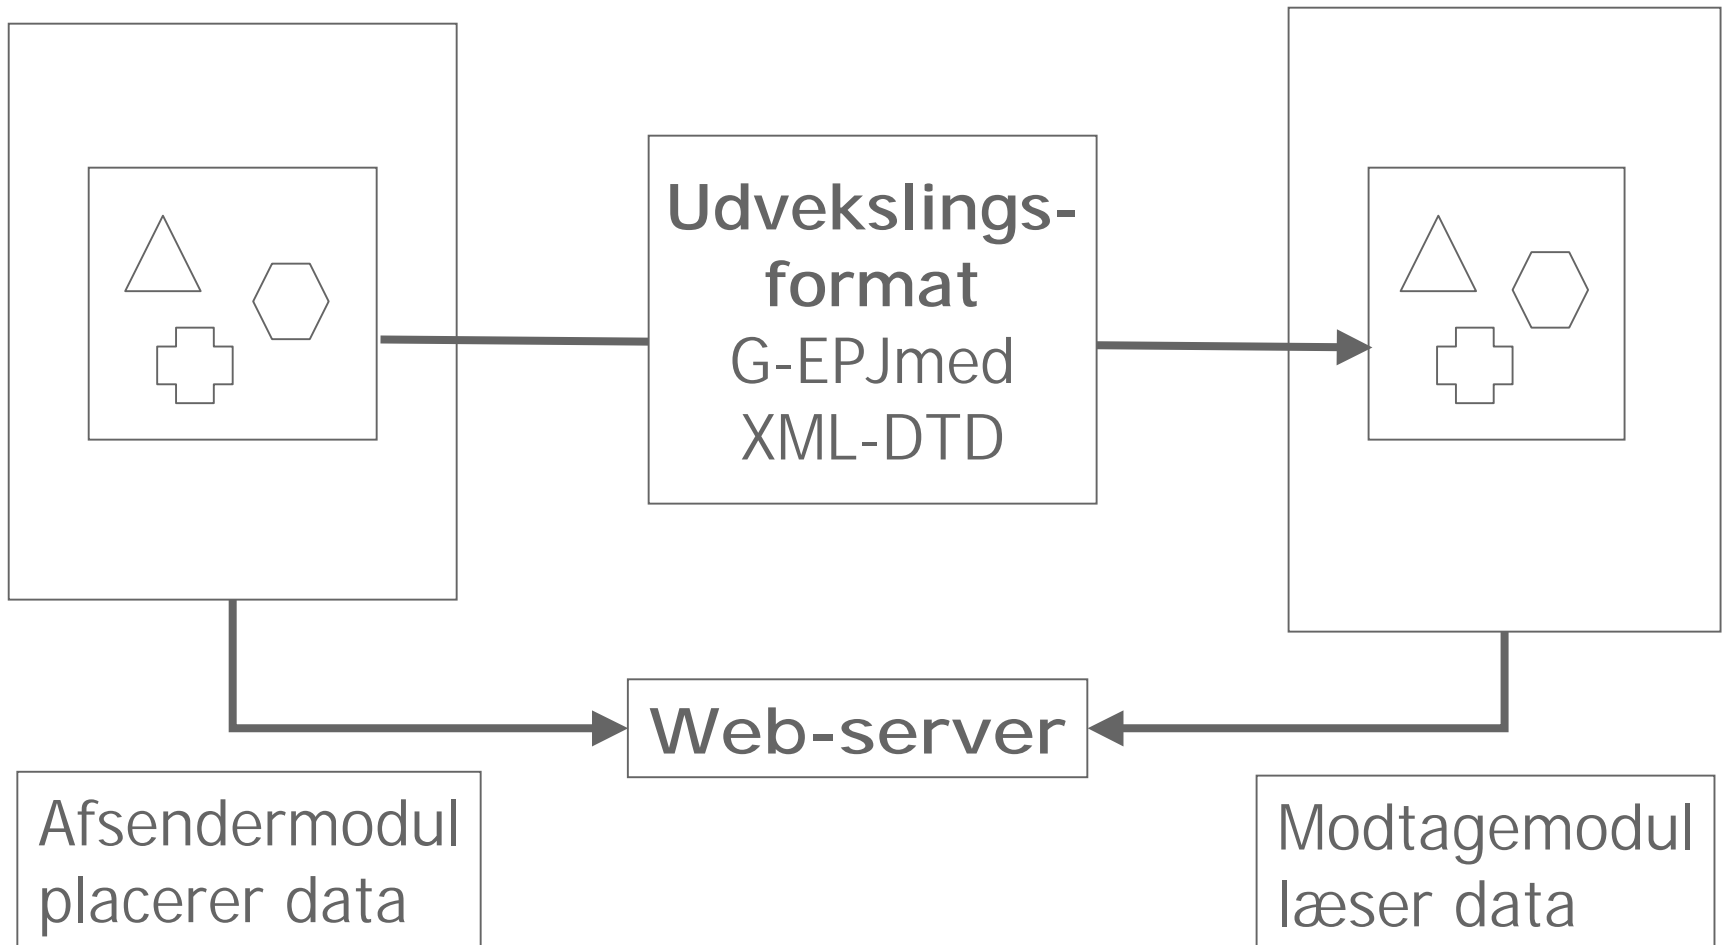 Udvekslings-
format
G-EPJmed
XML-DTD
Web-server
Afsendermodul
placerer data
Modtagemodul
læser data